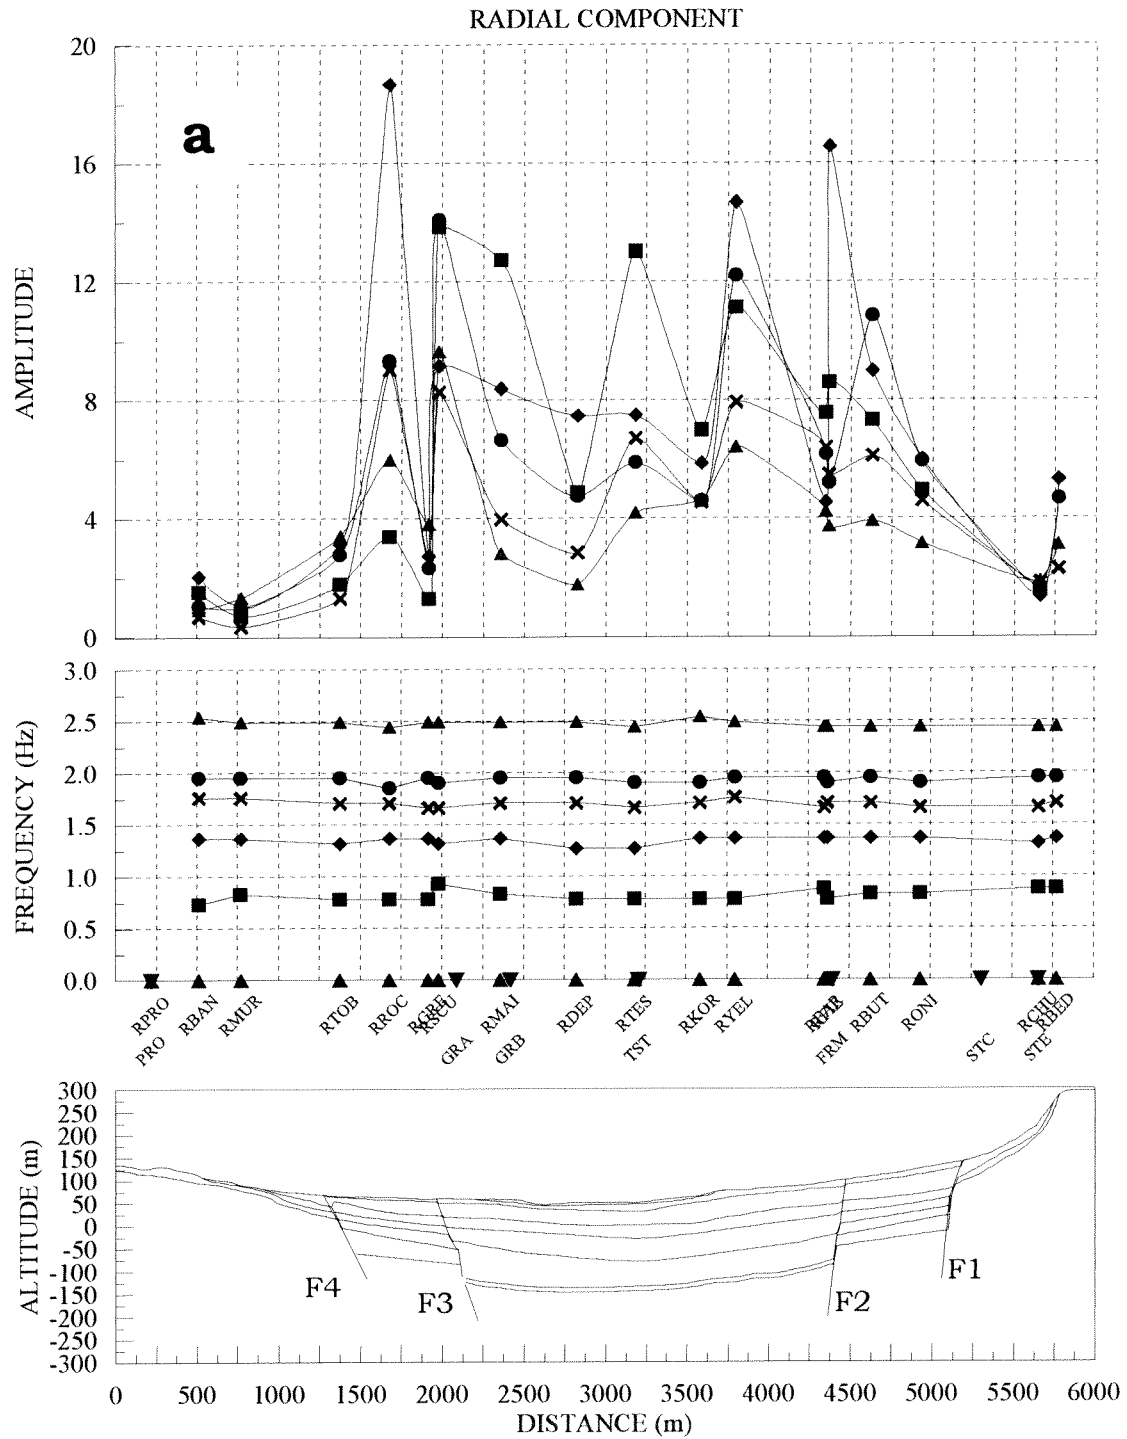 RADIAL COMPONENT
20
16
12
8
4
0
AMPLITUDE
a
3.0
2.5
2.0
1.5
1.0
0.5
0.0
FREQUENCY (Hz)
RPRO RBAN RMUR RTOB RROC RGRE RSCU RMAI RDEP RTES RKOR RYEL RBUT RONI RCHU RBED
PRO GRA GRB TST FRM STC STE
300
250
200
150
100
50
0
-50
-100
-150
-200
-250
-300
ALTITUDE (m)
F4 F3 F2 F1
0 500 1000 1500 2000 2500 3000 3500 4000 4500 5000 5500 6000
DISTANCE (m)